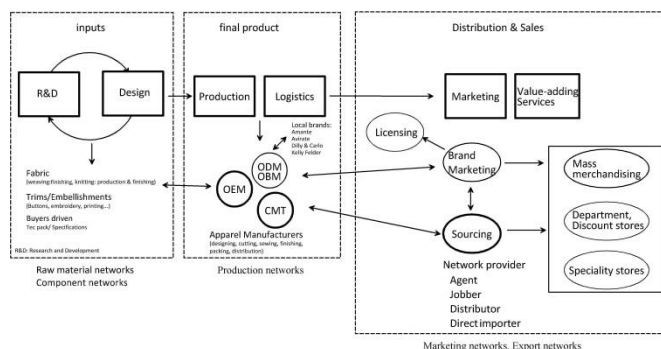 inputs
R&D
Design
Fabric
(weaving:finishing, knitting: production & finishing)
Trims/Embellishments
(buttons, embroidery, printing...)
Buyers driven
Tec pack/ Specifications
R&D: Research and Development
Raw material networks
Component networks
final product
Production
Logistics
Local brands:
Amante
Avirate
Dilly & Carlo
Kelly Felder
ODM
OBM
OEM
CMT
Apparel Manufacturers
(designing, cutting, sewing, finishing,
packing, distribution)
Production networks
Distribution & Sales
Marketing
Value-adding
Services
Licensing
Brand
Marketing
Sourcing
Network provider
Agent
Jobber
Distributor
Direct importer
Mass
merchandising
Department,
Discount stores
Speciality stores
Marketing networks, Export networks